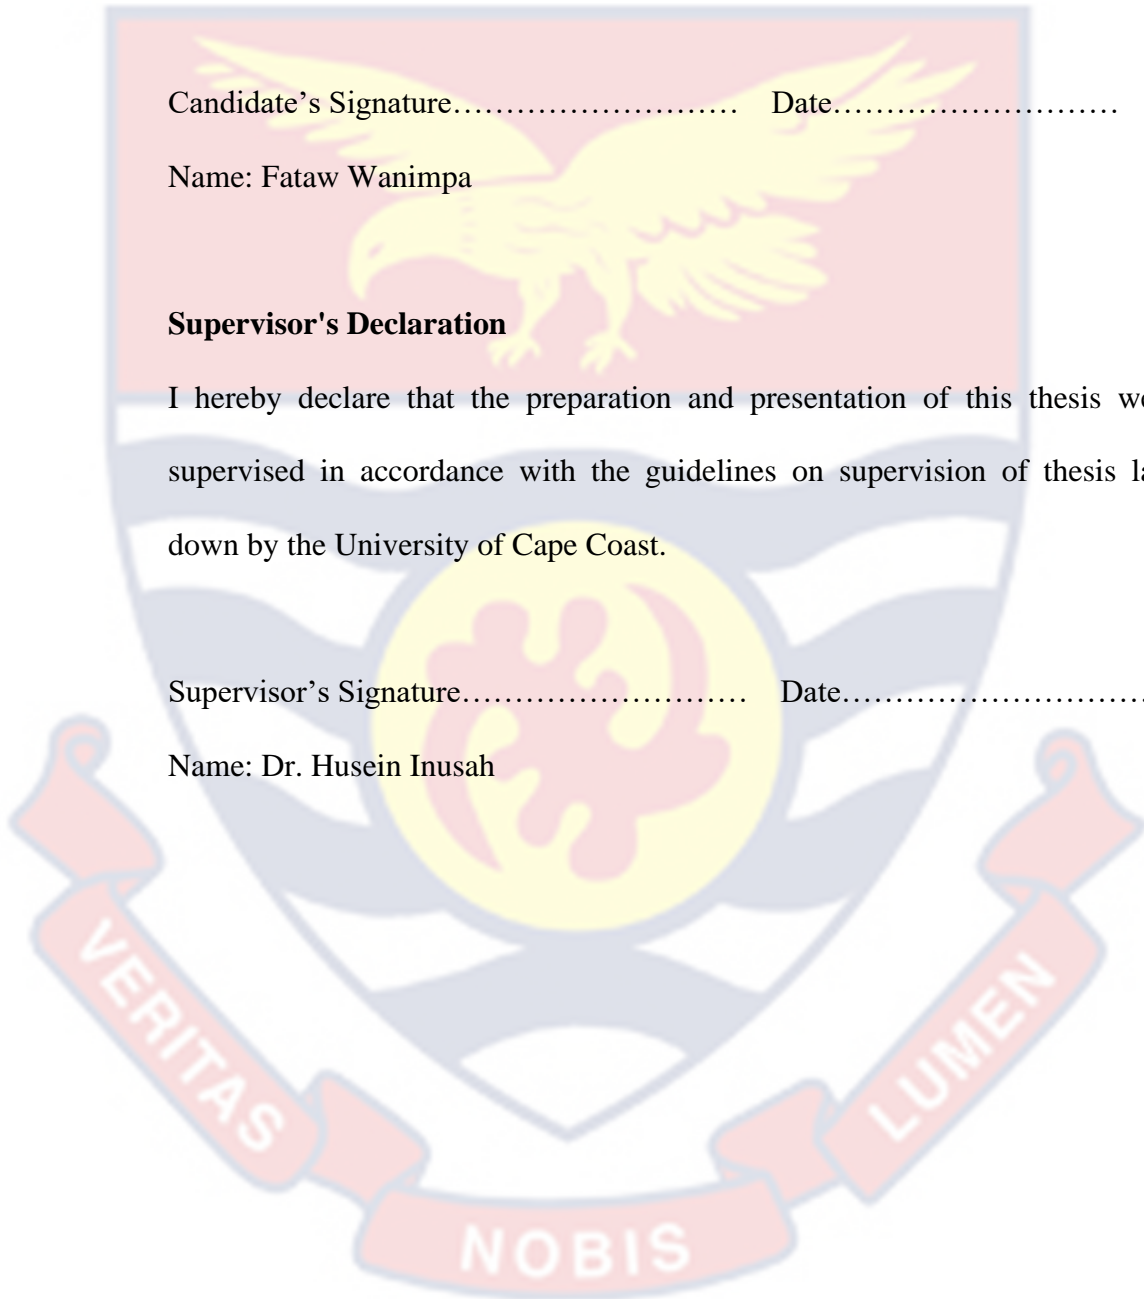 Candidate’s Signature……………………… Date………………………
Name: Fataw Wanimpa
Supervisor's Declaration
I hereby declare that the preparation and presentation of this thesis
supervised in accordance with the guidelines on supervision of thesis
down by the University of Cape Coast.
Supervisor’s Signature……………………… Date………………………
Name: Dr. Husein Inusah
VERITAS
NOBIS
LUMEN